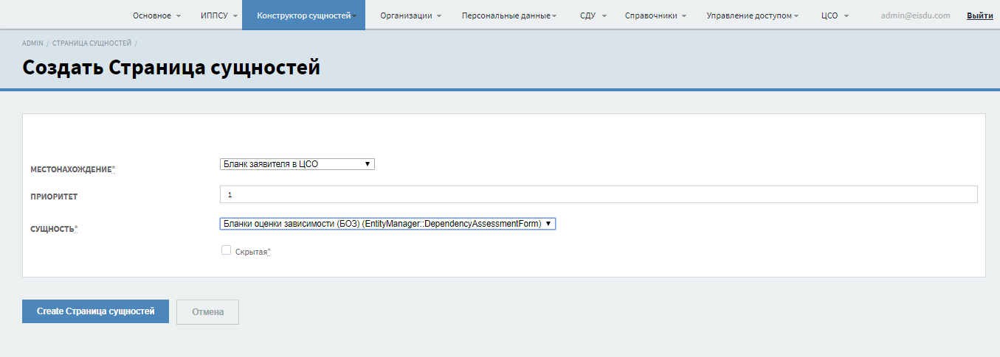 Основное ИППСУ Конструктор сущностей Организации Персональные данные СДУ Справочники Управление доступом ЦСО admin@eisdu.com Выйти
ADMIN / СТРАНИЦА СУЩНОСТЕЙ /
Создать Страница сущностей
МЕСТОНАХОЖДЕНИЕ* Бланк заявителя в ЦСО
ПРИОРИТЕТ 1
СУЩНОСТЬ* Бланки оценки зависимости (БОЗ) (EntityManager::DependencyAssessmentForm)
Скрытая*
Create Страница сущностей Отмена